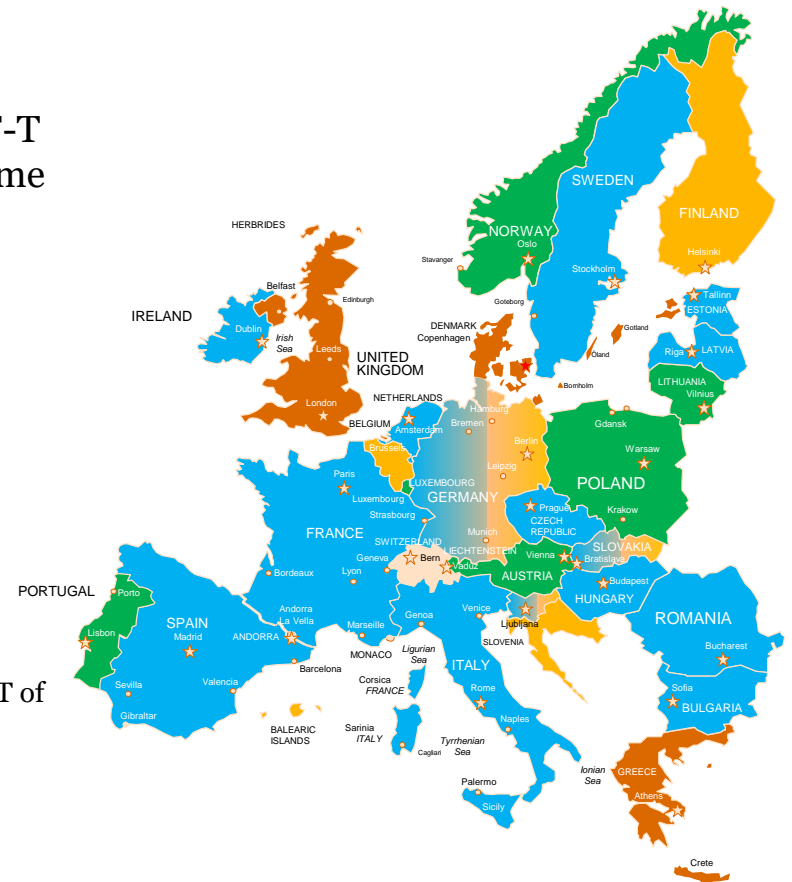 -T
me
T of
HERBRIDES
NORWAY
Oslo
Stavanger
SWEDEN
Stockholm
Goteborg
FINLAND
Helsinki
Tallinn
ESTONIA
Riga
LATVIA
LITHUANIA
Vilnius
Gotland
Öland
Bornholm
DENMARK
Copenhagen
IRELAND
Dublin
Belfast
Irish
Sea
Edinburgh
Leeds
UNITED
KINGDOM
London
NETHERLANDS
Amsterdam
BELGIUM
Brussels
LUXEMBOURG
Luxembourg
Hamburg
Bremen
Berlin
Leipzig
GERMANY
Munich
Gdansk
Warsaw
POLAND
Krakow
Prague
CZECH
REPUBLIC
SLOVAKIA
Bratislava
Vienna
AUSTRIA
Budapest
HUNGARY
Paris
Strasbourg
FRANCE
SWITZERLAND
Bern
LIECHTENSTEIN
Vaduz
Geneva
Lyon
Bordeaux
Marseille
MONACO
Andorra
La Vella
ANDORRA
PORTUGAL
Porto
Lisbon
SPAIN
Madrid
Barcelona
Valencia
Sevilla
Gibraltar
BALEARIC
ISLANDS
Genoa
Venice
Ligurian
Sea
Corsica
FRANCE
Sarinia
ITALY
Cagliari
ITALY
Rome
Naples
Tyrrhenian
Sea
Palermo
Sicily
Ljubljana
SLOVENIA
ROMANIA
Bucharest
Sofia
BULGARIA
Ionian
Sea
GREECE
Athens
Crete